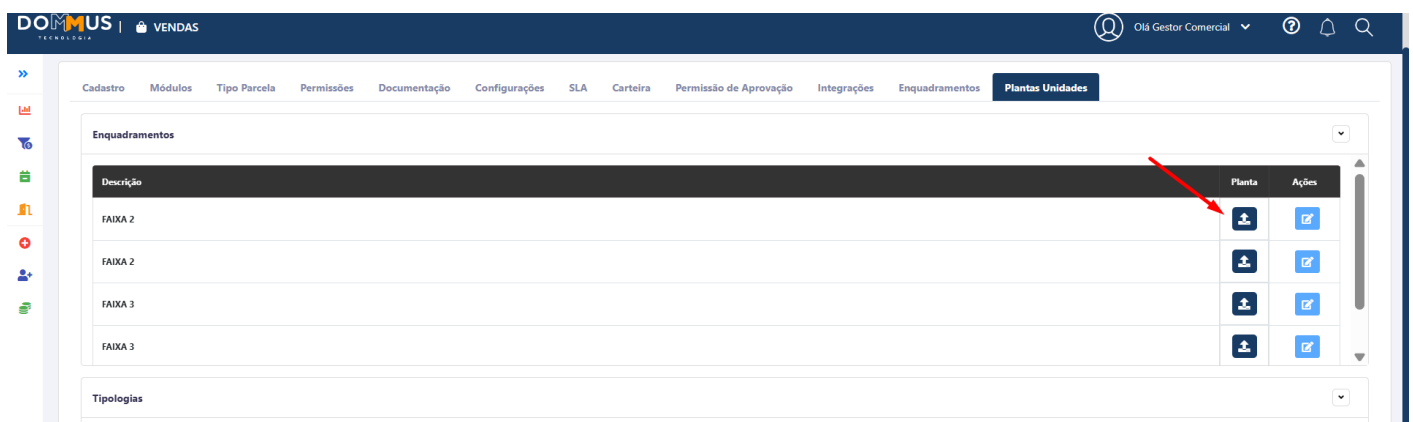 DOMMUS | VENDAS Olá Gestor Comercial
TECNOLOGIA
Cadastro Módulos Tipo Parcela Permissões Documentação Configurações SLA Carteira Permissão de Aprovação Integrações Enquadramentos Plantas Unidades
Enquadramentos
Descrição Planta Ações
FAIXA 2
FAIXA 2
FAIXA 3
FAIXA 3
Tipologias